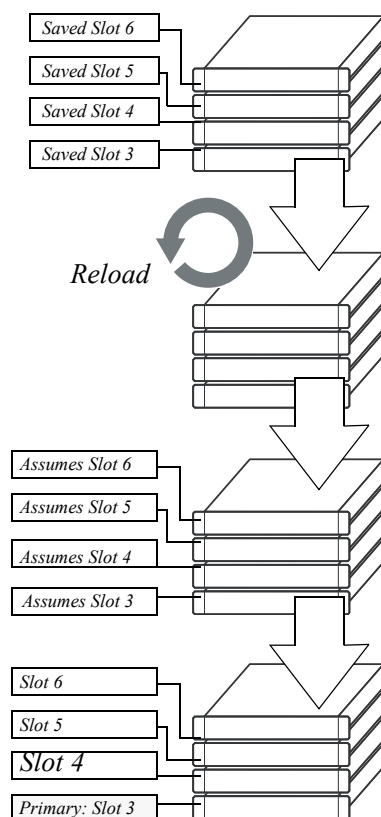 Saved Slot 6
Saved Slot 5
Saved Slot 4
Saved Slot 3
Reload
Assumes Slot 6
Assumes Slot 5
Assumes Slot 4
Assumes Slot 3
Slot 6
Slot 5
Slot 4
Primary: Slot 3